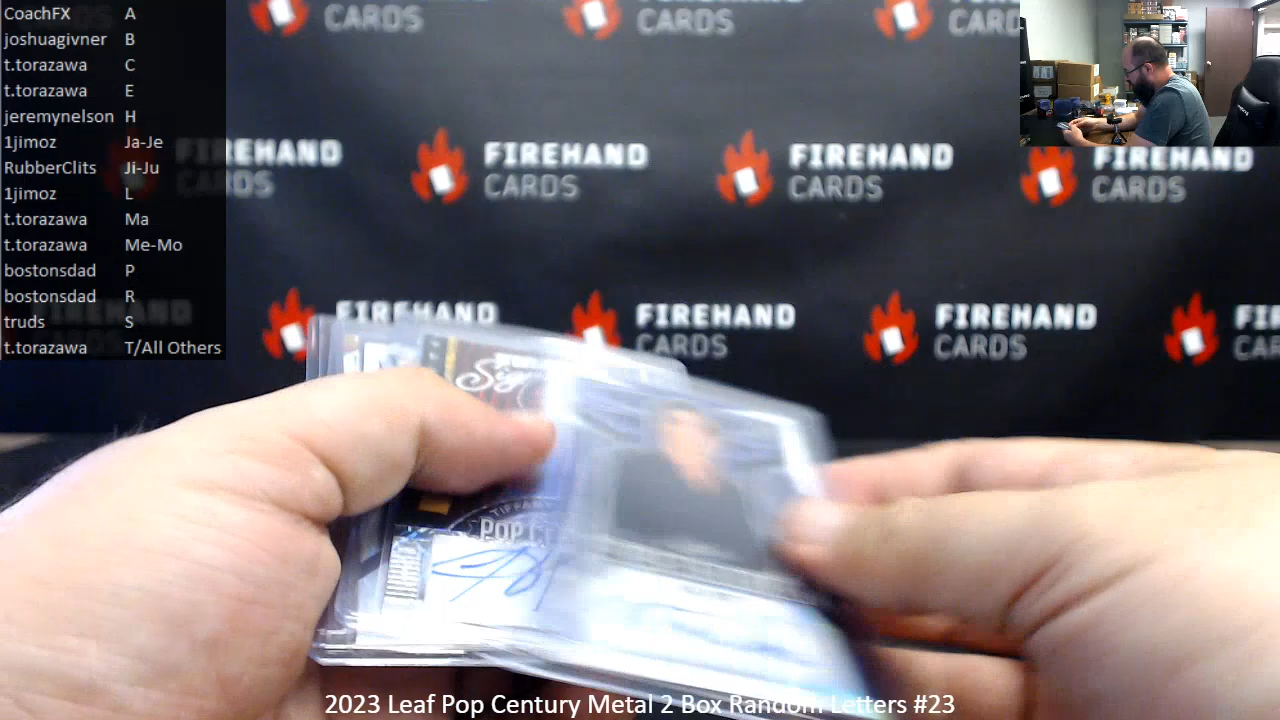 CoachFX A
joshuagivner B
t.torazawa C
t.torazawa E
jeremynelson H
1jimoz Ja-Je
RubberClits Ji-Ju
1jimoz L
t.torazawa Ma
t.torazawa Me-Mo
bostonsdad P
bostonsdad R
truds S
t.torazawa T/All Others
CARDS
CARDS
CARDS
FIREHAND CARDS
FIREHAND CARDS
FIREHAND CARDS
FIREHAND CARDS
FIREHAND
FIREHAND CARDS
FIREHAND CARDS
POP
2023 Leaf Pop Century Metal 2 Box Random Letters #23